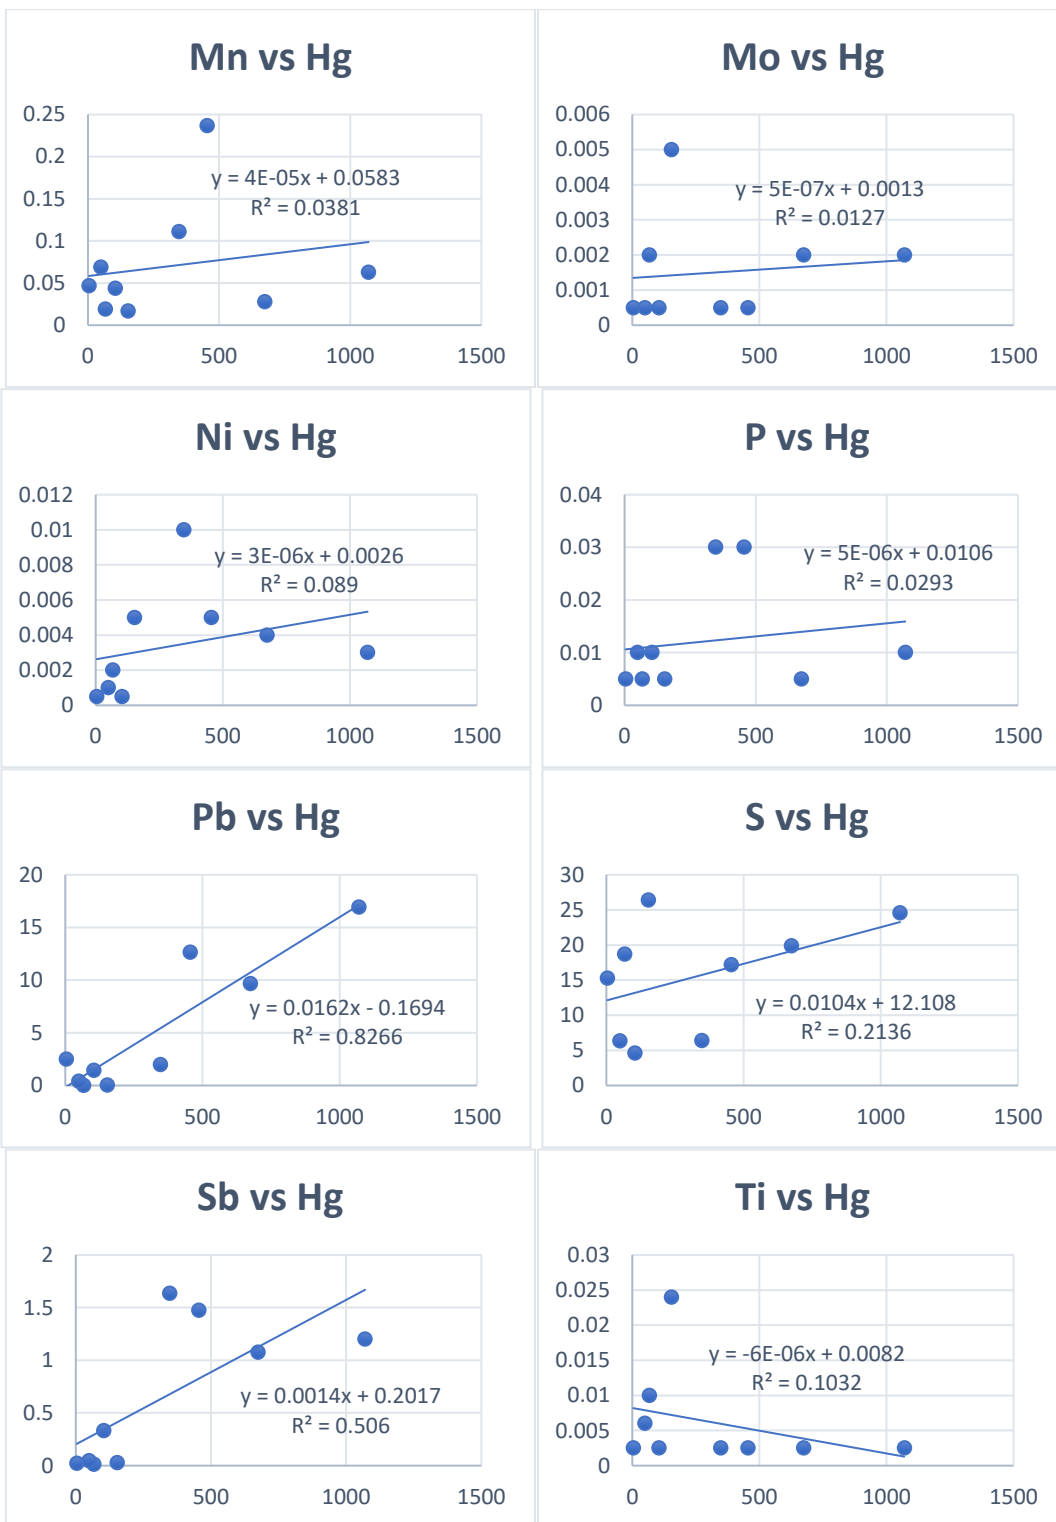 Mn vs Hg
0.25
0.2
0.15
0.1
0.05
0
y = 4E-05x + 0.0583
R² = 0.0381
0 500 1000 1500
Mo vs Hg
0.006
0.005
0.004
0.003
0.002
0.001
0
y = 5E-07x + 0.0013
R² = 0.0127
0 500 1000 1500
Ni vs Hg
0.012
0.01
0.008
0.006
0.004
0.002
0
y = 3E-06x + 0.0026
R² = 0.089
0 500 1000 1500
P vs Hg
0.04
0.03
0.02
0.01
0
y = 5E-06x + 0.0106
R² = 0.0293
0 500 1000 1500
Pb vs Hg
20
15
10
5
0
y = 0.0162x - 0.1694
R² = 0.8266
0 500 1000 1500
S vs Hg
30
25
20
15
10
5
0
y = 0.0104x + 12.108
R² = 0.2136
0 500 1000 1500
Sb vs Hg
2
1.5
1
0.5
0
y = 0.0014x + 0.2017
R² = 0.506
0 500 1000 1500
Ti vs Hg
0.03
0.025
0.02
0.015
0.01
0.005
0
y = -6E-06x + 0.0082
R² = 0.1032
0 500 1000 1500